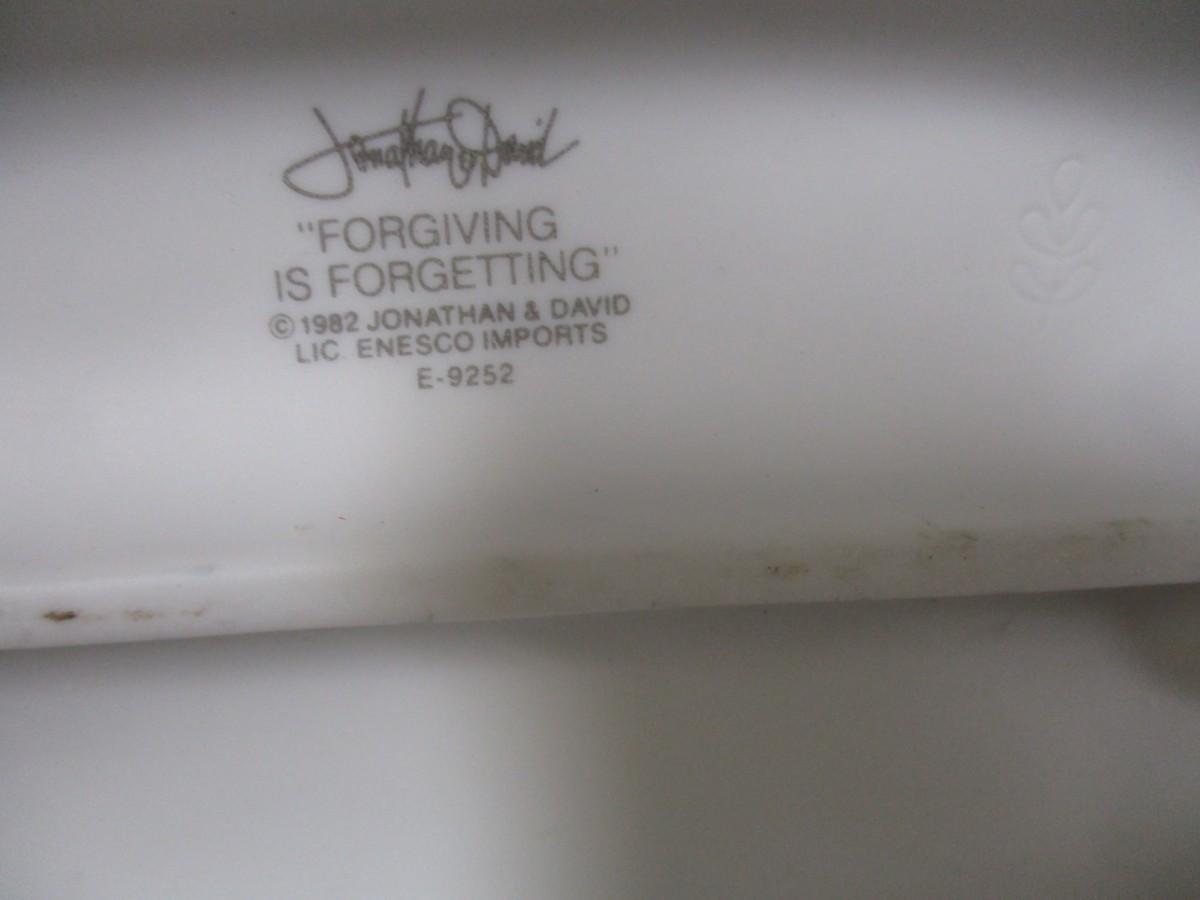 Jonathan & David
"FORGIVING
IS FORGETTING"
© 1982 JONATHAN & DAVID
LIC. ENESCO IMPORTS
E-9252